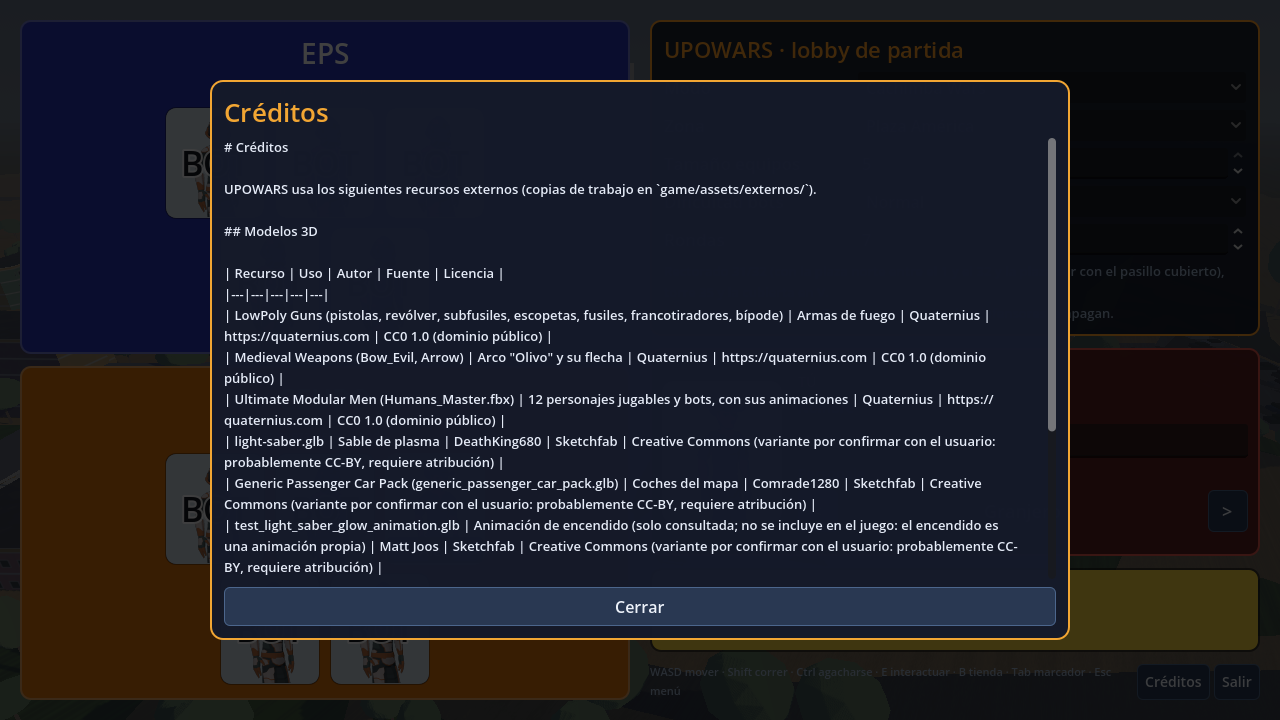 EPS
UPOWARS · lobby de partida
Créditos
# Créditos
UPOWARS usa los siguientes recursos externos (copias de trabajo en `game/assets/externos/`).
## Modelos 3D
| Recurso | Uso | Autor | Fuente | Licencia |
|---|---|---|---|---|
| LowPoly Guns (pistolas, revólver, subfusiles, escopetas, fusiles, francotiradores, bípode) | Armas de fuego | Quaternius |
https://quaternius.com | CC0 1.0 (dominio público) |
| Medieval Weapons (Bow_Evil, Arrow) | Arco "Olivo" y su flecha | Quaternius | https://quaternius.com | CC0 1.0 (dominio
público) |
| Ultimate Modular Men (Humans_Master.fbx) | 12 personajes jugables y bots, con sus animaciones | Quaternius | https://
quaternius.com | CC0 1.0 (dominio público) |
| light-saber.glb | Sable de plasma | DeathKing680 | Sketchfab | Creative Commons (variante por confirmar con el usuario:
probablemente CC-BY, requiere atribución) |
| Generic Passenger Car Pack (generic_passenger_car_pack.glb) | Coches del mapa | Comrade1280 | Sketchfab | Creative
Commons (variante por confirmar con el usuario: probablemente CC-BY, requiere atribución) |
| test_light_saber_glow_animation.glb | Animación de encendido (solo consultada; no se incluye en el juego: el encendido es
una animación propia) | Matt Joos | Sketchfab | Creative Commons (variante por confirmar con el usuario: probablemente CC-
BY, requiere atribución) |
Cerrar
con el pasillo cubierto),
pagan.
>
WASD mover · Shift correr · Ctrl agacharse · E interactuar · B tienda · Tab marcador · Esc
menú
Créditos
Salir